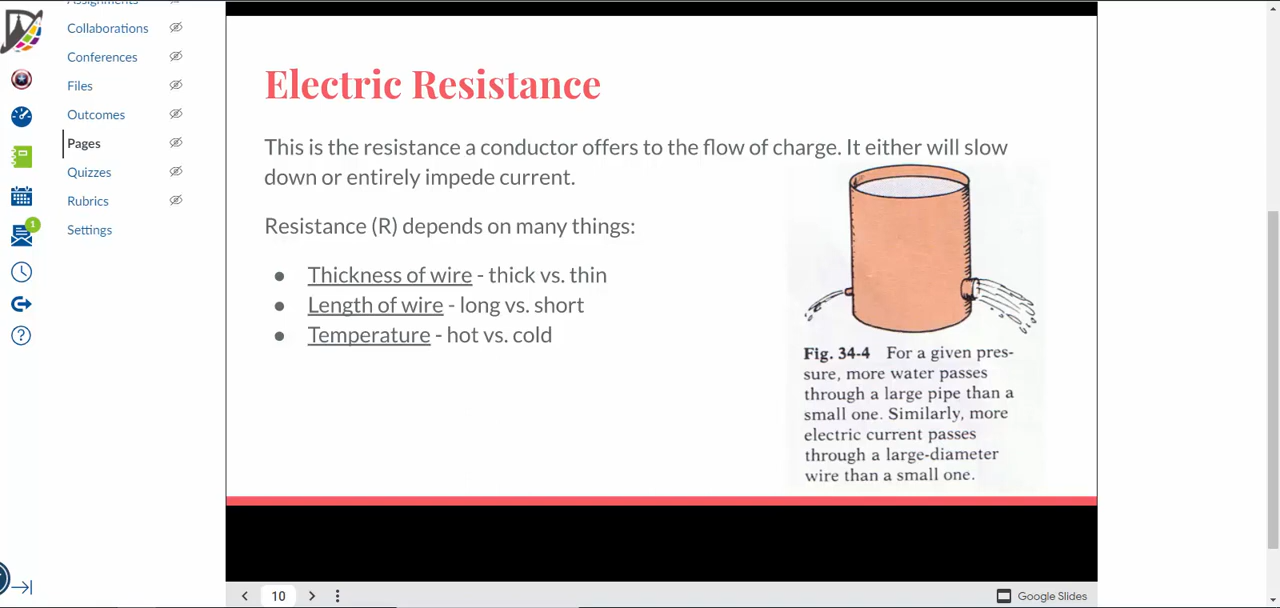 Assignments
Collaborations
Conferences
Files
Outcomes
Pages
Quizzes
Rubrics
1
Settings
Electric Resistance
This is the resistance a conductor offers to the flow of charge. It either will slow
down or entirely impede current.
Resistance (R) depends on many things:
● Thickness of wire - thick vs. thin
● Length of wire - long vs. short
● Temperature - hot vs. cold
Fig. 34-4 For a given pres-
sure, more water passes
through a large pipe than a
small one. Similarly, more
electric current passes
through a large-diameter
wire than a small one.
10
Google Slides